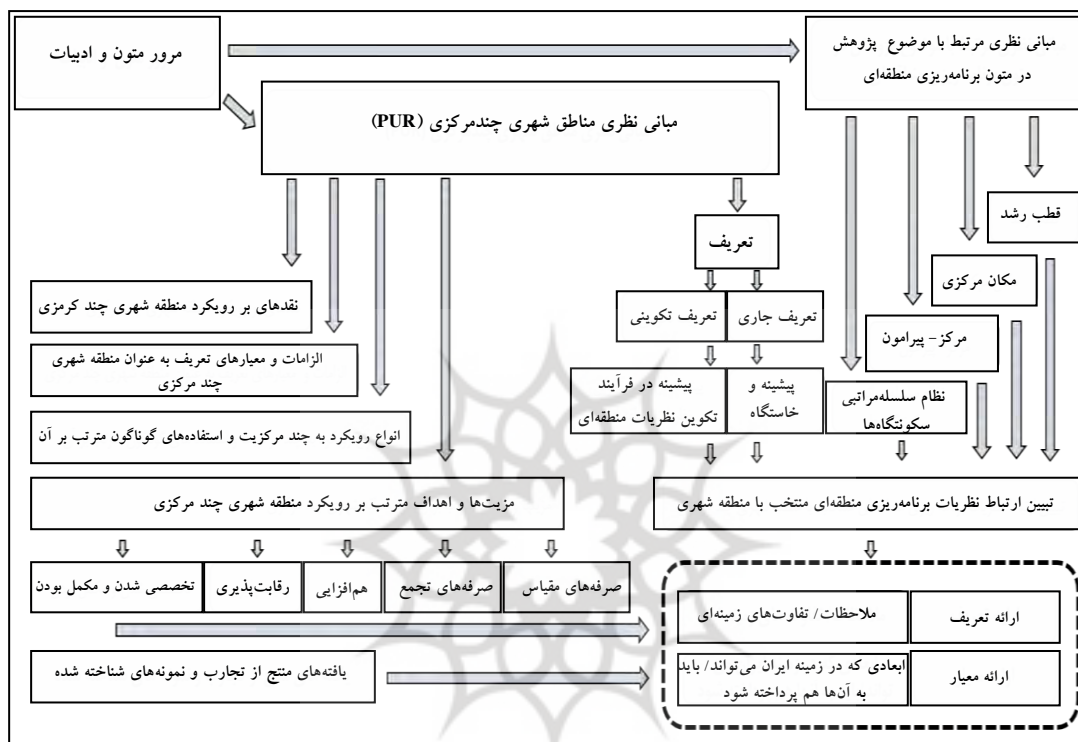 مرور متون و ادبیات
مبانی نظری مرتبط با موضوع پژوهش
در متون برنامه‌ریزی منطقه‌ای
مبانی نظری مناطق شهری چندمرکزی (PUR)
قطب رشد
مکان مرکزی
مرکز - پیرامون
نظام سلسله‌مراتبی
سکونتگاه‌ها
تعریف
تعریف جاری
تعریف تکوینی
پیشینه و
خاستگاه
پیشینه در فرآیند
تکوین نظریات منطقه‌ای
نقدهای بر رویکرد منطقه شهری چند کرمزی
الزامات و معیارهای تعریف به عنوان منطقه شهری
چند مرکزی
انواع رویکرد به چند مرکزیت و استفاده‌های گوناگون مترتب بر آن
مزیت‌ها و اهداف مترتب بر رویکرد منطقه شهری چند مرکزی
تبیین ارتباط نظریات برنامه‌ریزی منطقه‌ای منتخب با منطقه شهری
صرفه‌های مقیاس
صرفه‌های تجمع
هم‌افزایی
رقابت‌پذیری
تخصصی شدن و مکمل بودن
ارائه تعریف
ملاحظات/ تفاوت‌های زمینه‌ای
ارائه معیار
ابعادی که در زمینه ایران می‌تواند/ باید
به آن‌ها هم پرداخته شود
یافته‌های منتج از تجارب و نمونه‌های شناخته شده